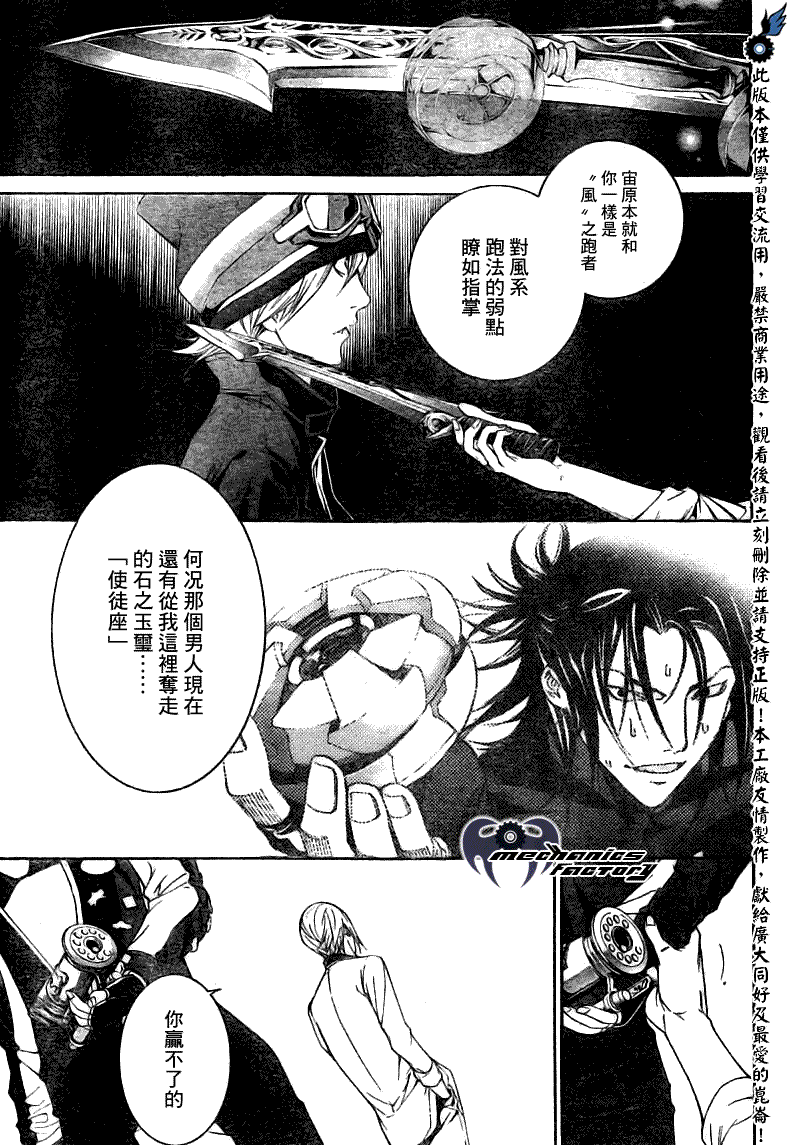 宙原本就和
你一樣是
〝風〞之跑者
對風系
跑法的弱點
瞭如指掌
何況那個男人現在
還有從我這裡奪走
的石之玉璽……
「使徒座」
你贏不了的
mechanics
factory
此版本僅供學習交流用，嚴禁商業用途，觀看後請立刻刪除並請支持正版！本工廠友情製作，獻給廣大同好及最愛的崑崙！